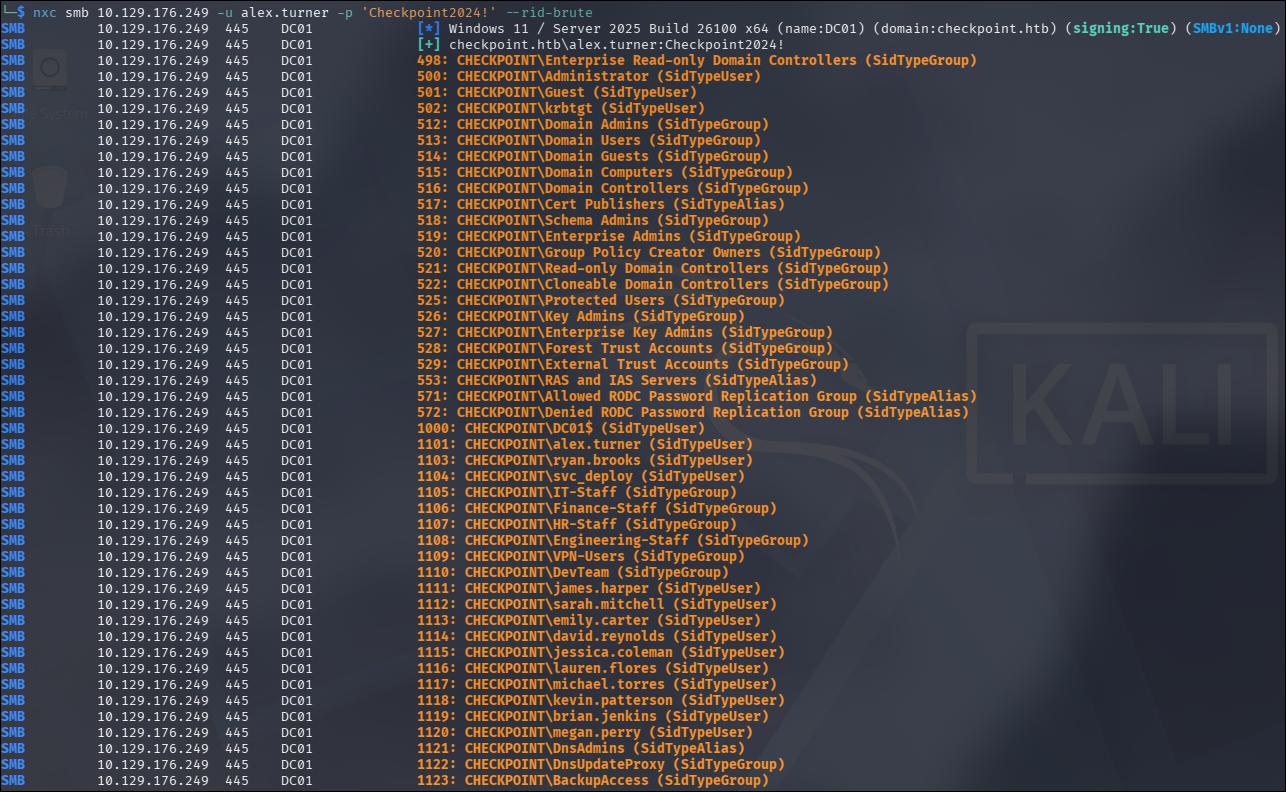 └─$ nxc smb 10.129.176.249 -u alex.turner -p 'Checkpoint2024!' --rid-brute
SMB 10.129.176.249 445 DC01 [*] Windows 11 / Server 2025 Build 26100 x64 (name:DC01) (domain:checkpoint.htb) (signing:True) (SMBv1:None)
SMB 10.129.176.249 445 DC01 [+] checkpoint.htb\alex.turner:Checkpoint2024!
SMB 10.129.176.249 445 DC01 498: CHECKPOINT\Enterprise Read-only Domain Controllers (SidTypeGroup)
SMB 10.129.176.249 445 DC01 500: CHECKPOINT\Administrator (SidTypeUser)
SMB 10.129.176.249 445 DC01 501: CHECKPOINT\Guest (SidTypeUser)
SMB 10.129.176.249 445 DC01 502: CHECKPOINT\krbtgt (SidTypeUser)
SMB 10.129.176.249 445 DC01 512: CHECKPOINT\Domain Admins (SidTypeGroup)
SMB 10.129.176.249 445 DC01 513: CHECKPOINT\Domain Users (SidTypeGroup)
SMB 10.129.176.249 445 DC01 514: CHECKPOINT\Domain Guests (SidTypeGroup)
SMB 10.129.176.249 445 DC01 515: CHECKPOINT\Domain Computers (SidTypeGroup)
SMB 10.129.176.249 445 DC01 516: CHECKPOINT\Domain Controllers (SidTypeGroup)
SMB 10.129.176.249 445 DC01 517: CHECKPOINT\Cert Publishers (SidTypeAlias)
SMB 10.129.176.249 445 DC01 518: CHECKPOINT\Schema Admins (SidTypeGroup)
SMB 10.129.176.249 445 DC01 519: CHECKPOINT\Enterprise Admins (SidTypeGroup)
SMB 10.129.176.249 445 DC01 520: CHECKPOINT\Group Policy Creator Owners (SidTypeGroup)
SMB 10.129.176.249 445 DC01 521: CHECKPOINT\Read-only Domain Controllers (SidTypeGroup)
SMB 10.129.176.249 445 DC01 522: CHECKPOINT\Cloneable Domain Controllers (SidTypeGroup)
SMB 10.129.176.249 445 DC01 525: CHECKPOINT\Protected Users (SidTypeGroup)
SMB 10.129.176.249 445 DC01 526: CHECKPOINT\Key Admins (SidTypeGroup)
SMB 10.129.176.249 445 DC01 527: CHECKPOINT\Enterprise Key Admins (SidTypeGroup)
SMB 10.129.176.249 445 DC01 528: CHECKPOINT\Forest Trust Accounts (SidTypeGroup)
SMB 10.129.176.249 445 DC01 529: CHECKPOINT\External Trust Accounts (SidTypeGroup)
SMB 10.129.176.249 445 DC01 553: CHECKPOINT\RAS and IAS Servers (SidTypeAlias)
SMB 10.129.176.249 445 DC01 571: CHECKPOINT\Allowed RODC Password Replication Group (SidTypeAlias)
SMB 10.129.176.249 445 DC01 572: CHECKPOINT\Denied RODC Password Replication Group (SidTypeAlias)
SMB 10.129.176.249 445 DC01 1000: CHECKPOINT\DC01$ (SidTypeUser)
SMB 10.129.176.249 445 DC01 1101: CHECKPOINT\alex.turner (SidTypeUser)
SMB 10.129.176.249 445 DC01 1103: CHECKPOINT\ryan.brooks (SidTypeUser)
SMB 10.129.176.249 445 DC01 1104: CHECKPOINT\svc_deploy (SidTypeUser)
SMB 10.129.176.249 445 DC01 1105: CHECKPOINT\IT-Staff (SidTypeGroup)
SMB 10.129.176.249 445 DC01 1106: CHECKPOINT\Finance-Staff (SidTypeGroup)
SMB 10.129.176.249 445 DC01 1107: CHECKPOINT\HR-Staff (SidTypeGroup)
SMB 10.129.176.249 445 DC01 1108: CHECKPOINT\Engineering-Staff (SidTypeGroup)
SMB 10.129.176.249 445 DC01 1109: CHECKPOINT\VPN-Users (SidTypeGroup)
SMB 10.129.176.249 445 DC01 1110: CHECKPOINT\DevTeam (SidTypeGroup)
SMB 10.129.176.249 445 DC01 1111: CHECKPOINT\james.harper (SidTypeUser)
SMB 10.129.176.249 445 DC01 1112: CHECKPOINT\sarah.mitchell (SidTypeUser)
SMB 10.129.176.249 445 DC01 1113: CHECKPOINT\emily.carter (SidTypeUser)
SMB 10.129.176.249 445 DC01 1114: CHECKPOINT\david.reynolds (SidTypeUser)
SMB 10.129.176.249 445 DC01 1115: CHECKPOINT\jessica.coleman (SidTypeUser)
SMB 10.129.176.249 445 DC01 1116: CHECKPOINT\lauren.flores (SidTypeUser)
SMB 10.129.176.249 445 DC01 1117: CHECKPOINT\michael.torres (SidTypeUser)
SMB 10.129.176.249 445 DC01 1118: CHECKPOINT\kevin.patterson (SidTypeUser)
SMB 10.129.176.249 445 DC01 1119: CHECKPOINT\brian.jenkins (SidTypeUser)
SMB 10.129.176.249 445 DC01 1120: CHECKPOINT\megan.perry (SidTypeUser)
SMB 10.129.176.249 445 DC01 1121: CHECKPOINT\DnsAdmins (SidTypeAlias)
SMB 10.129.176.249 445 DC01 1122: CHECKPOINT\DnsUpdateProxy (SidTypeGroup)
SMB 10.129.176.249 445 DC01 1123: CHECKPOINT\BackupAccess (SidTypeGroup)
System
Trash
KALI